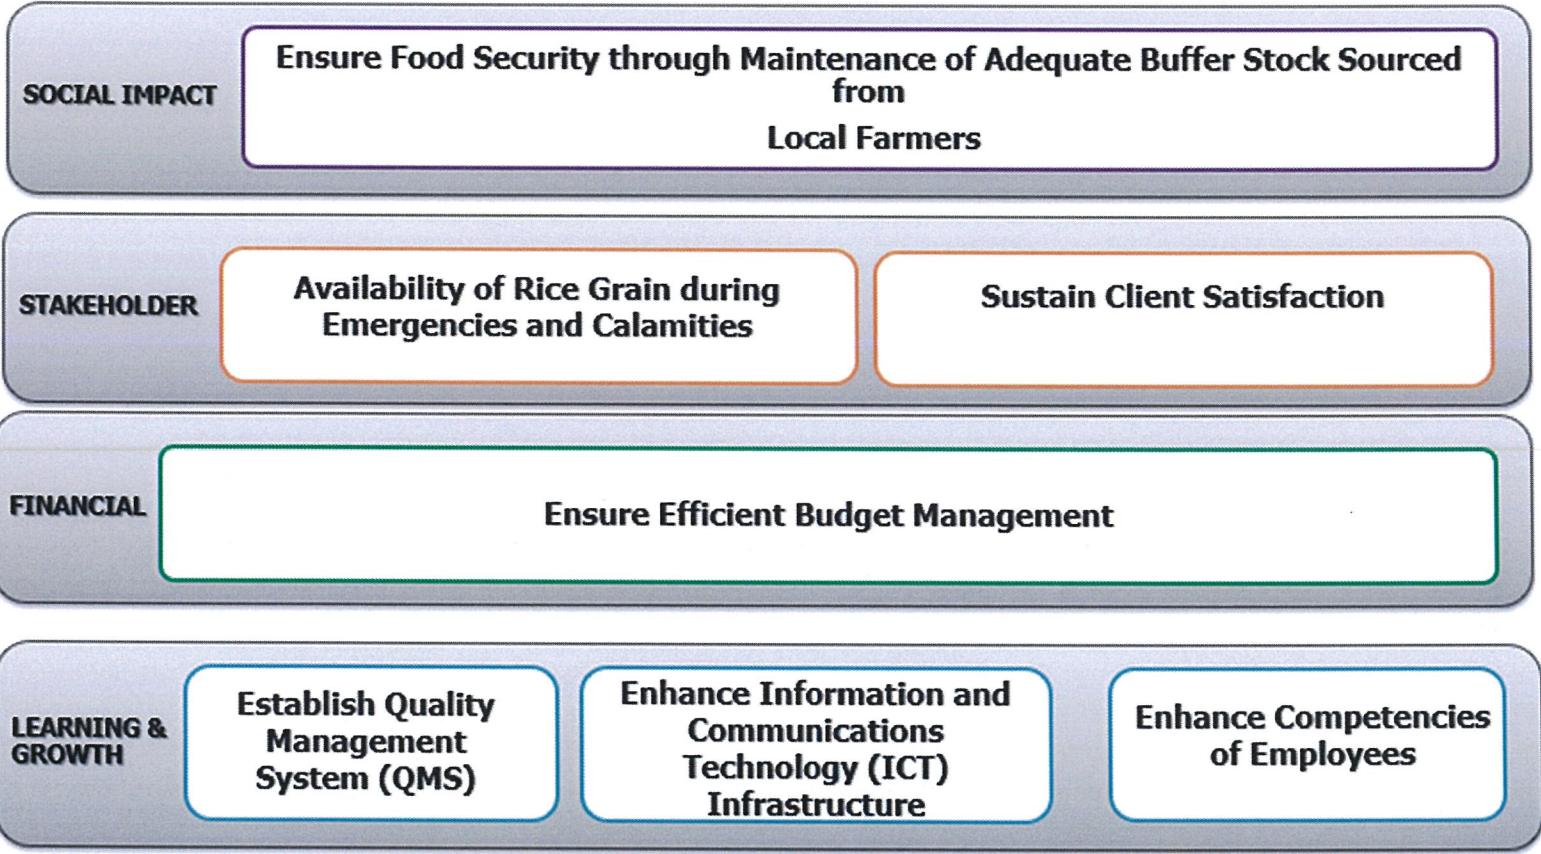 SOCIAL IMPACT
Ensure Food Security through Maintenance of Adequate Buffer Stock Sourced
from
Local Farmers
STAKEHOLDER
Availability of Rice Grain during
Emergencies and Calamities
Sustain Client Satisfaction
FINANCIAL
Ensure Efficient Budget Management
LEARNING &
GROWTH
Establish Quality
Management
System (QMS)
Enhance Information and
Communications
Technology (ICT)
Infrastructure
Enhance Competencies
of Employees